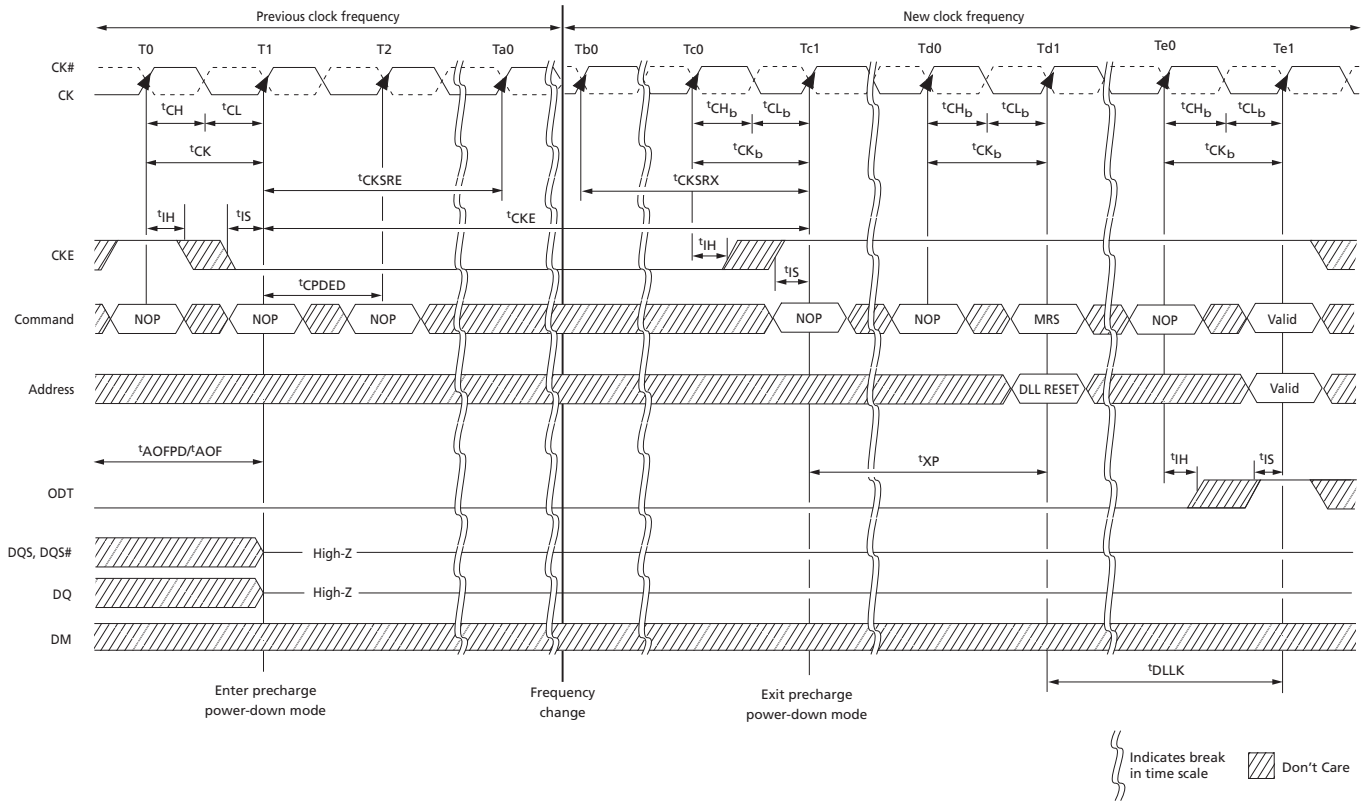 Previous clock frequency
New clock frequency
T0 T1 T2 Ta0 Tb0 Tc0 Tc1 Td0 Td1 Te0 Te1
CK#
CK
tCH tCL tCHb tCLb tCHb tCLb tCHb tCLb
tCK tCKb tCKb tCKb
tCKSRE tCKSRX
tIH tIS tCKE
CKE tIH
tIS
tCPDED
Command NOP NOP NOP NOP NOP MRS NOP Valid
Address DLL RESET Valid
tAOFPD/tAOF tXP tIH tIS
ODT
DQS, DQS# High-Z
DQ High-Z
DM
tDLLK
Enter precharge
power-down mode
Frequency
change
Exit precharge
power-down mode
Indicates break
in time scale
Don't Care